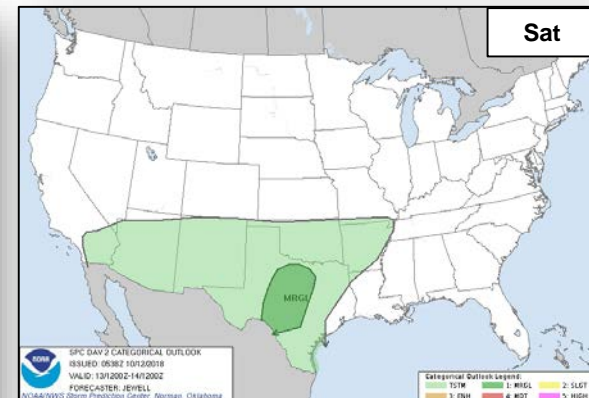 Sat
MRGL
SPC DAY 2 CATEGORICAL OUTLOOK
ISSUED: 0538Z 10/12/2018
VALID: 13/1200Z-14/1200Z
FORECASTER: JEWELL
NOAA/NWS Storm Prediction Center, Norman, Oklahoma
Categorical Outlook Legend:
TSTM 1: MRGL 2: SLGT
3: ENH 4: MDT 5: HIGH